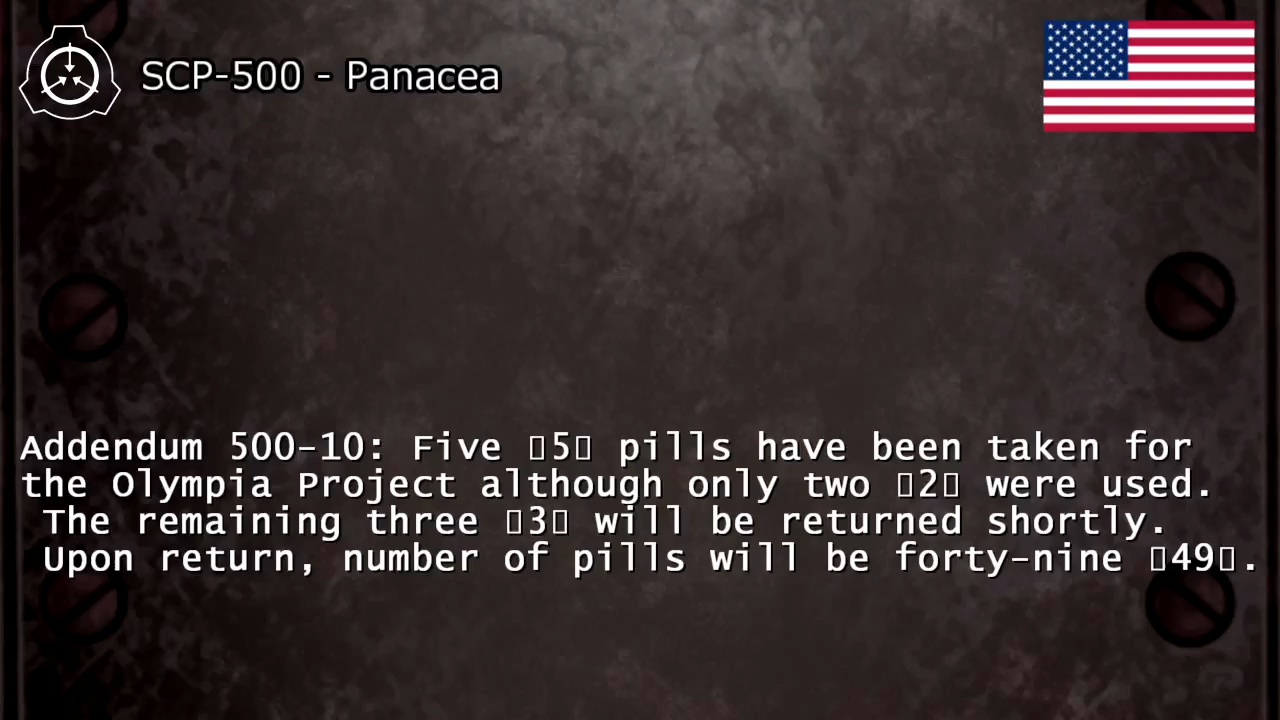 SCP-500 - Panacea
Addendum 500-10: Five ▯5▯ pills have been taken for
the Olympia Project although only two ▯2▯ were used.
The remaining three ▯3▯ will be returned shortly.
Upon return, number of pills will be forty-nine ▯49▯.